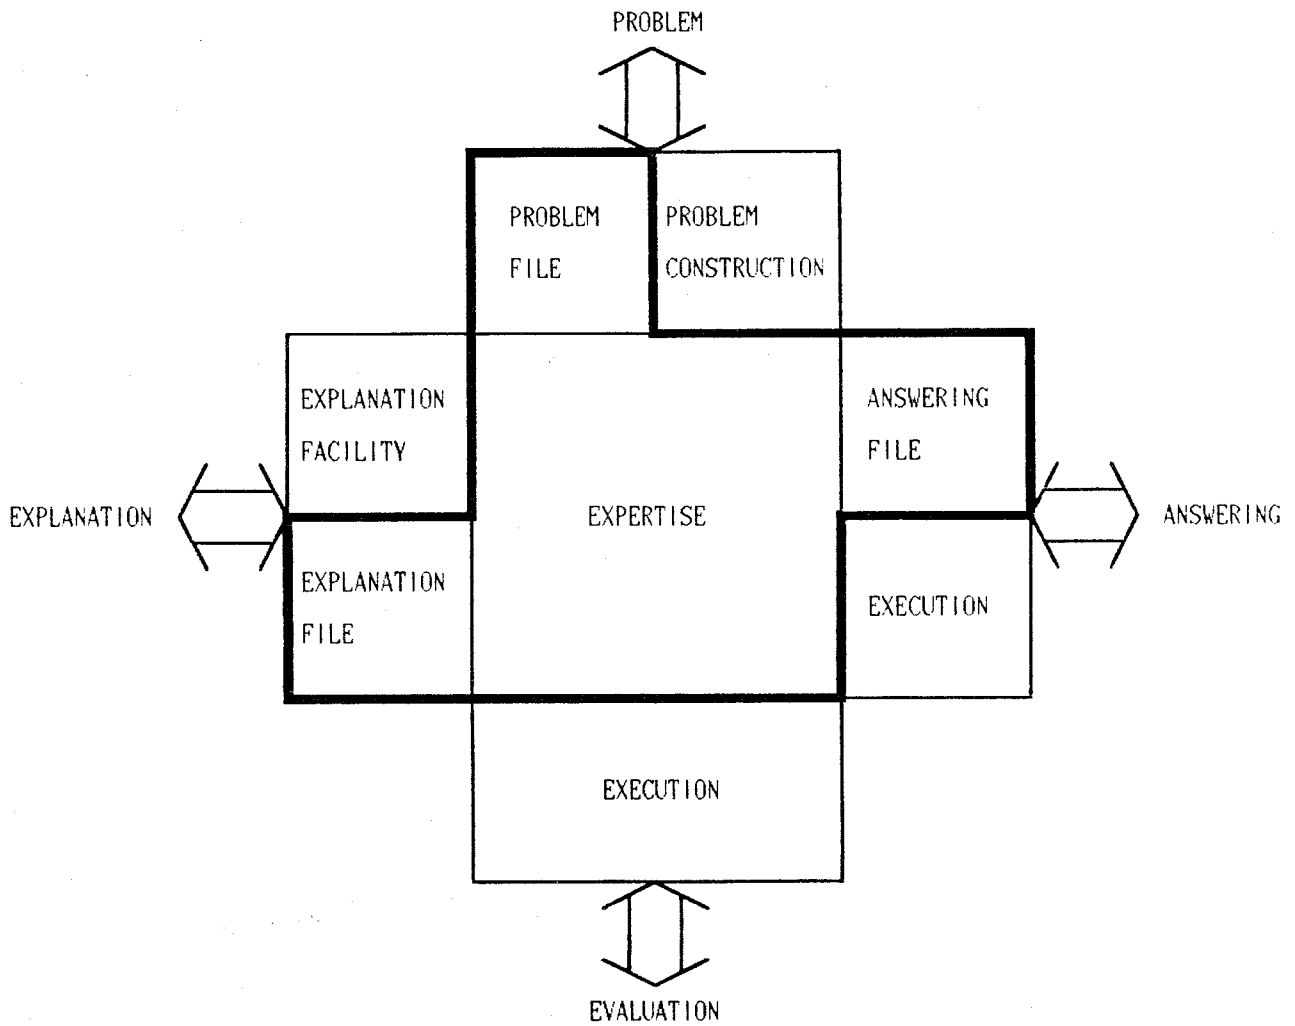 PROBLEM
PROBLEM
FILE
PROBLEM
CONSTRUCTION
EXPLANATION
FACILITY
ANSWERING
FILE
EXPLANATION
EXPERTISE
ANSWERING
EXPLANATION
FILE
EXECUTION
EXECUTION
EVALUATION